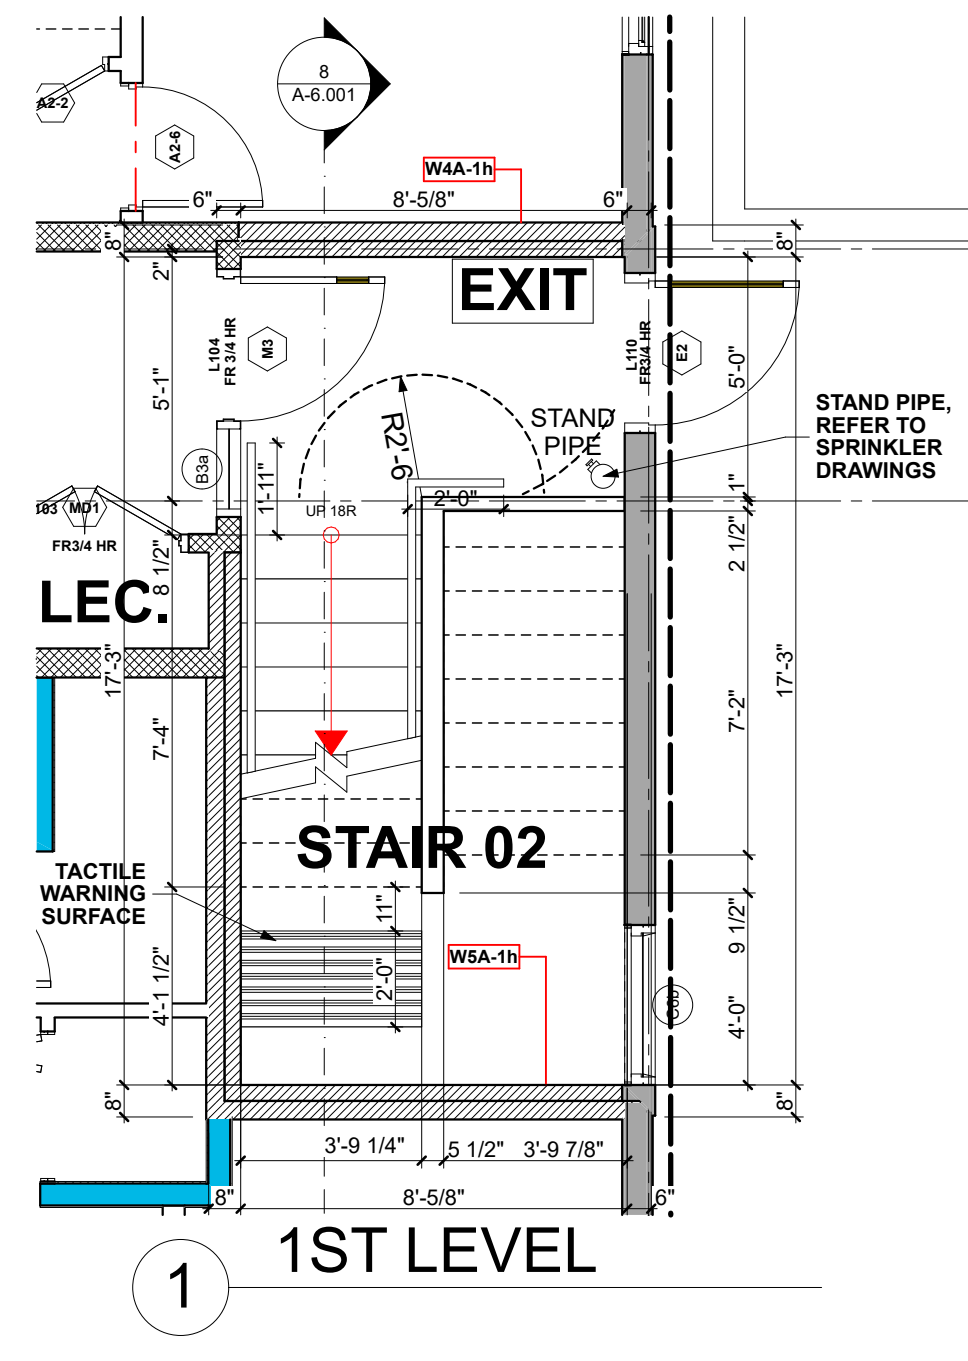 8
A-6.001
A2-2
A2-6
W4A-1h
6"
8'-5/8"
6"
8"
8"
2"
EXIT
L104
FR 3/4 HR
M3
L110
FR3/4 HR
E2
5'-1"
5'-0"
R2'-6
STAND
PIPE
STAND PIPE,
REFER TO
SPRINKLER
DRAWINGS
B3a
1'-11"
2'-0"
1"
UP 18R
MD1
FR3/4 HR
8 1/2"
2 1/2"
LEC.
17'-3"
7'-4"
7'-2"
17'-3"
STAIR 02
TACTILE
WARNING
SURFACE
11"
9 1/2"
W5A-1h
2'-0"
4'-1 1/2"
4'-0"
8"
8"
3'-9 1/4"
5 1/2"
3'-9 7/8"
8"
8'-5/8"
6"
1ST LEVEL
1